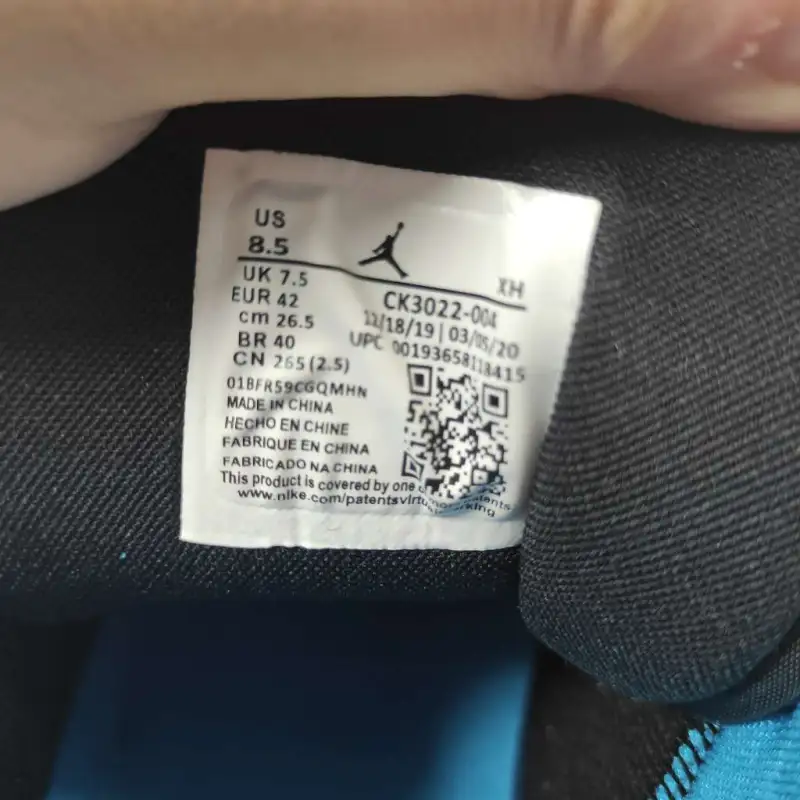 US
8.5
XH
UK 7.5
EUR 42
cm 26.5
BR 40
CN 265 (2.5)
CK3022-004
12/18/19 | 03/05/20
UPC 00193658118415
01BFR59CGQMHN
MADE IN CHINA
HECHO EN CHINE
FABRIQUE EN CHINA
FABRICADO NA CHINA
This product is covered by one
www.nike.com/patentsvirtu